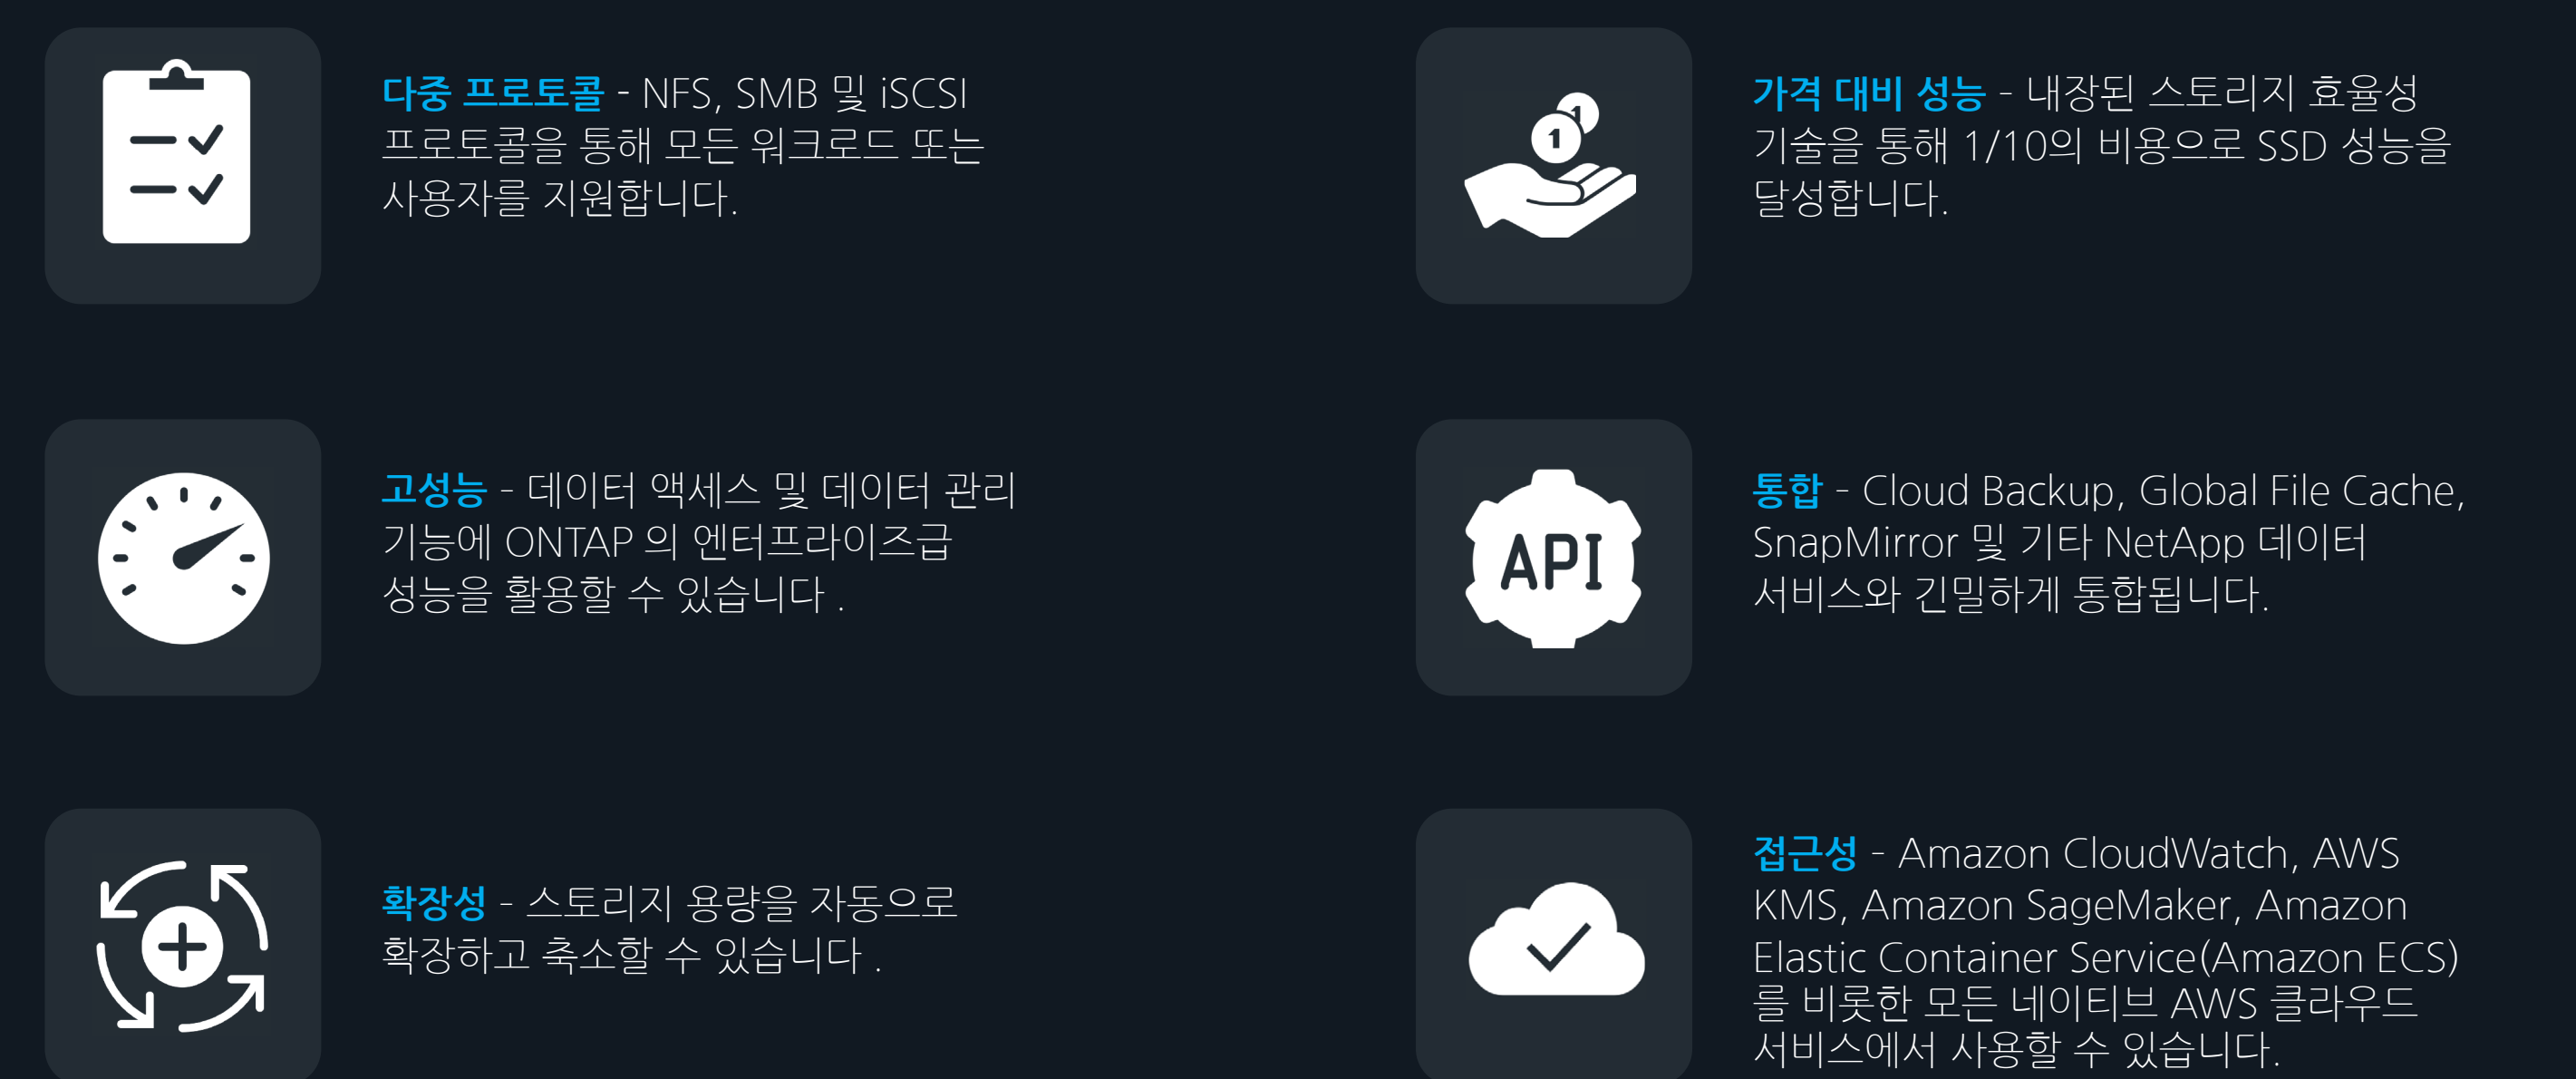 다중 프로토콜 - NFS, SMB 및 iSCSI
프로토콜을 통해 모든 워크로드 또는
사용자를 지원합니다.
1
1
가격 대비 성능 - 내장된 스토리지 효율성
기술을 통해 1/10의 비용으로 SSD 성능을
달성합니다.
고성능 - 데이터 액세스 및 데이터 관리
기능에 ONTAP 의 엔터프라이즈급
성능을 활용할 수 있습니다 .
API
통합 - Cloud Backup, Global File Cache,
SnapMirror 및 기타 NetApp 데이터
서비스와 긴밀하게 통합됩니다.
확장성 - 스토리지 용량을 자동으로
확장하고 축소할 수 있습니다 .
접근성 - Amazon CloudWatch, AWS
KMS, Amazon SageMaker, Amazon
Elastic Container Service(Amazon ECS)
를 비롯한 모든 네이티브 AWS 클라우드
서비스에서 사용할 수 있습니다.